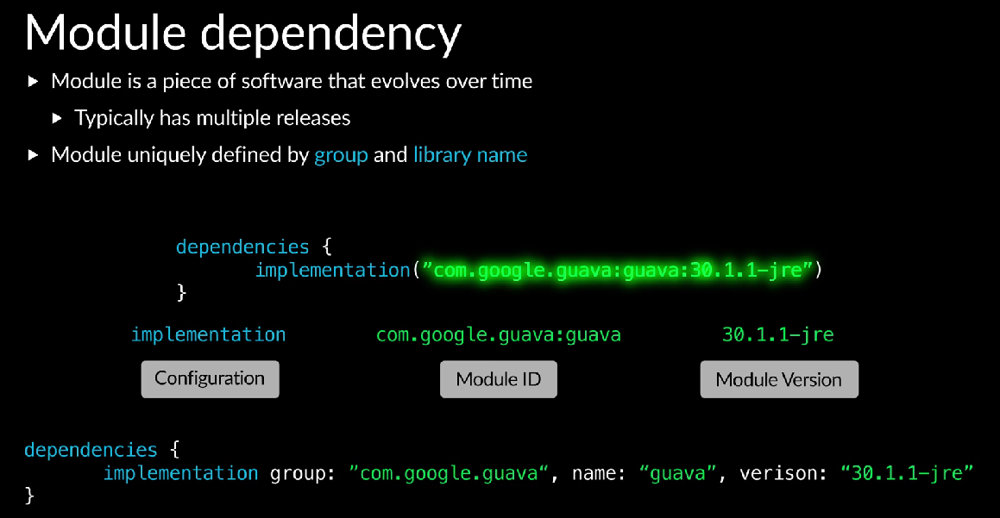 Module dependency
Module is a piece of software that evolves over time
Typically has multiple releases
Module uniquely defined by group and library name
dependencies {
implementation(”com.google.guava:guava:30.1.1-jre”)
}
implementation com.google.guava:guava 30.1.1-jre
Configuration Module ID Module Version
dependencies {
implementation group: ”com.google.guava“, name: “guava”, verison: “30.1.1-jre”
}